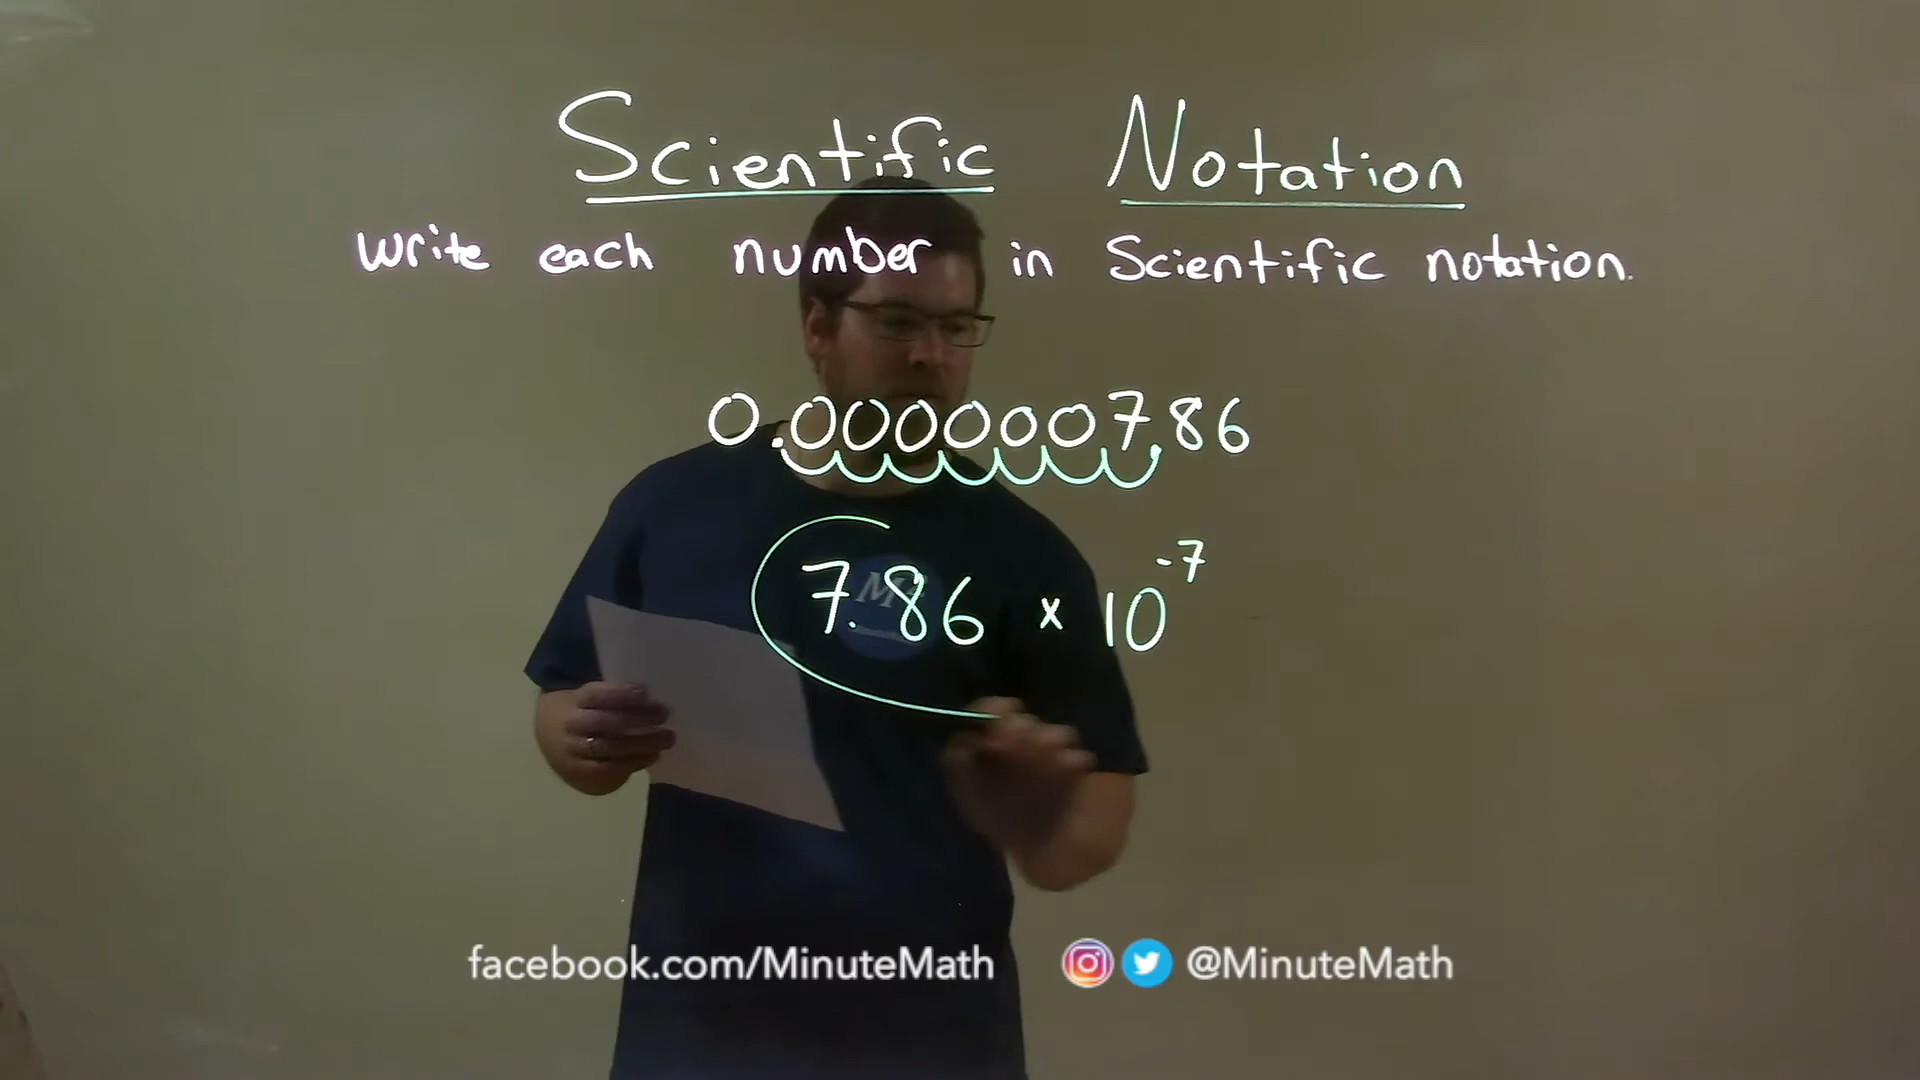 Scientific Notation
Write each number in Scientific notation.
0.000000786
7.86 × 10⁻⁷
facebook.com/MinuteMath @MinuteMath